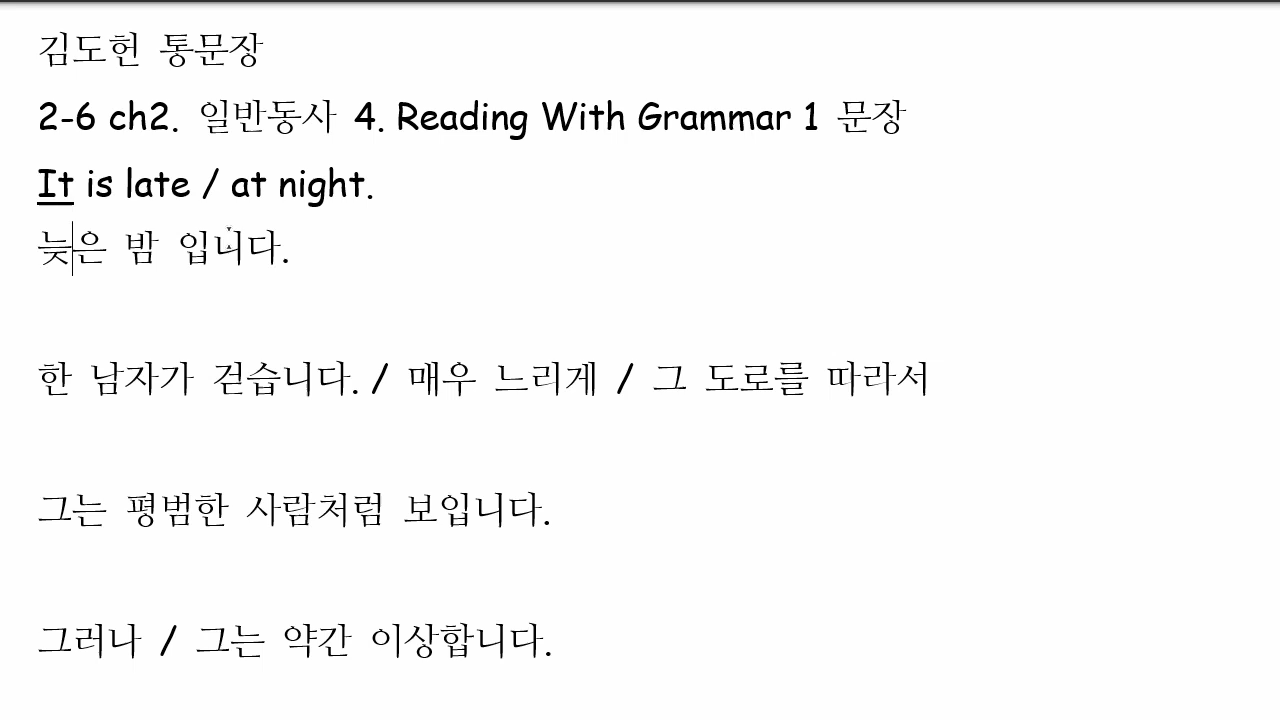 김도헌 통문장
2-6 ch2. 일반동사 4. Reading With Grammar 1 문장
It is late / at night.
늦은 밤 입니다.
한 남자가 걷습니다. / 매우 느리게 / 그 도로를 따라서
그는 평범한 사람처럼 보입니다.
그러나 / 그는 약간 이상합니다.